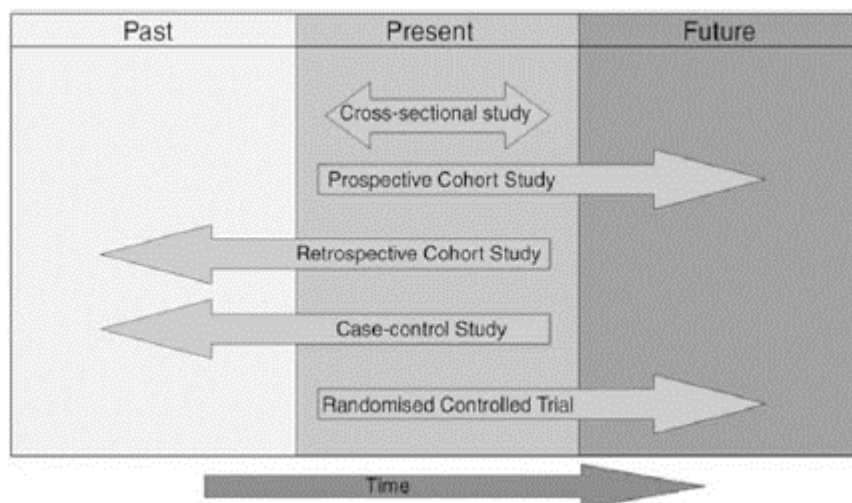 Past Present Future
Cross-sectional study
Prospective Cohort Study
Retrospective Cohort Study
Case-control Study
Randomised Controlled Trial
Time